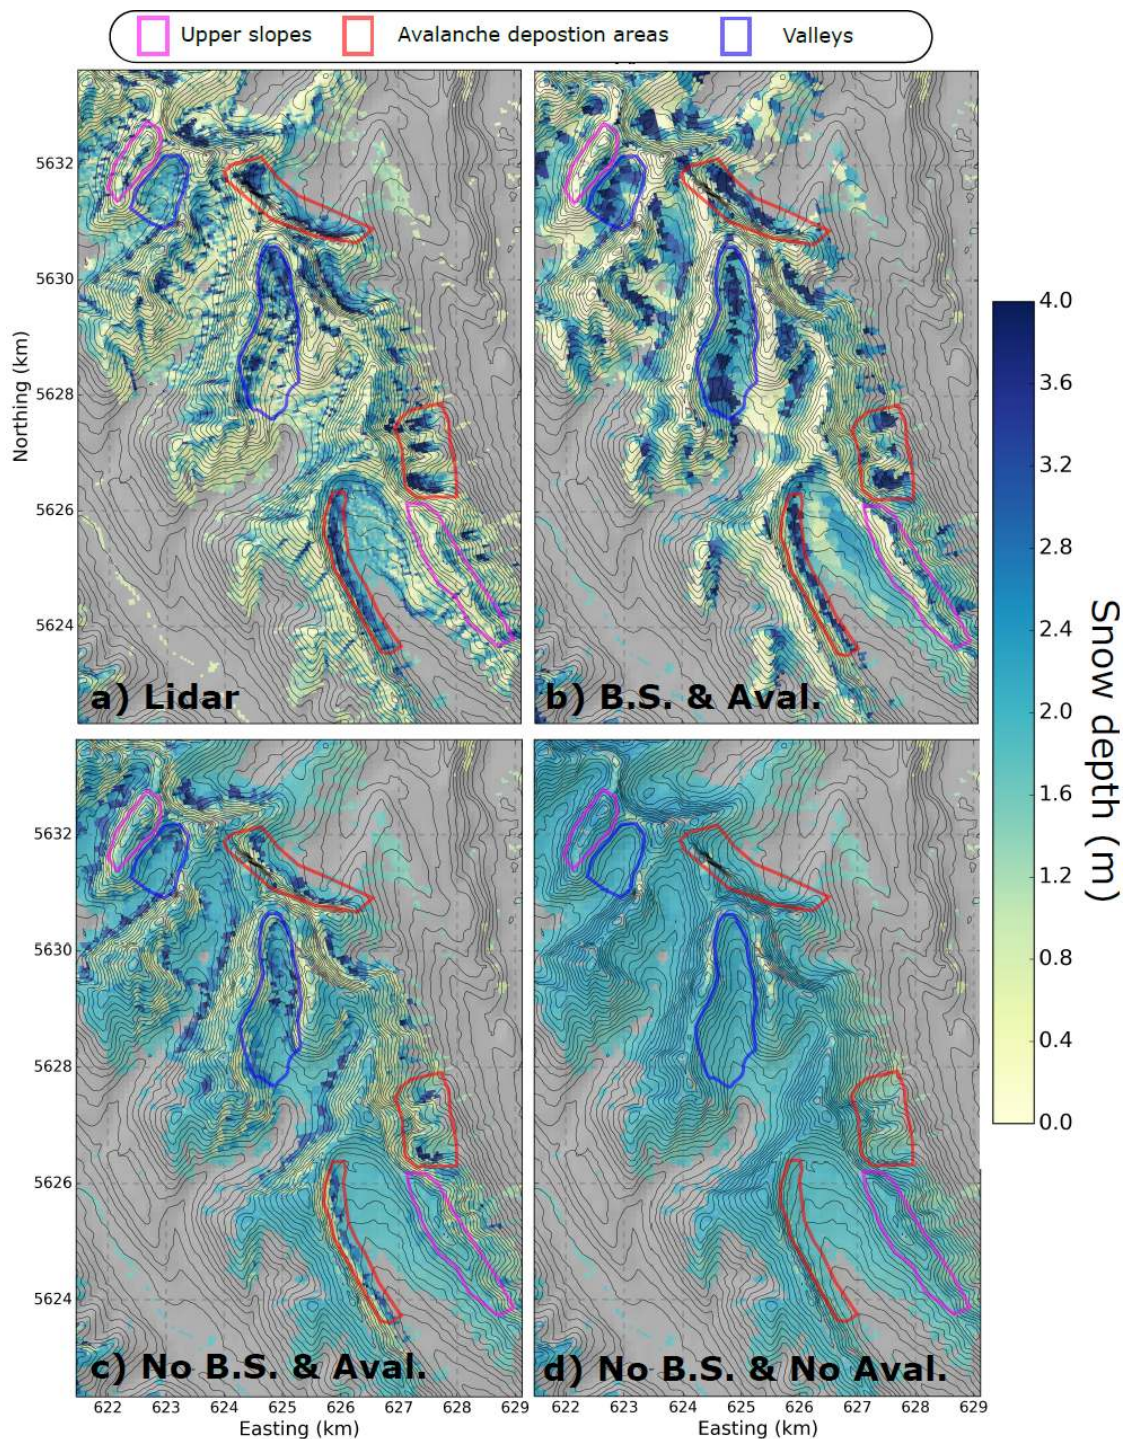 Upper slopes Avalanche depostion areas Valleys
5632
5630
5628
5626
5624
Northing (km)
a) Lidar
b) B.S. & Aval.
4.0
3.6
3.2
2.8
2.4
2.0
1.6
1.2
0.8
0.4
0.0
Snow depth (m)
5632
5630
5628
5626
5624
c) No B.S. & Aval.
d) No B.S. & No Aval.
622 623 624 625 626 627 628 629
622 623 624 625 626 627 628 629
Easting (km)
Easting (km)